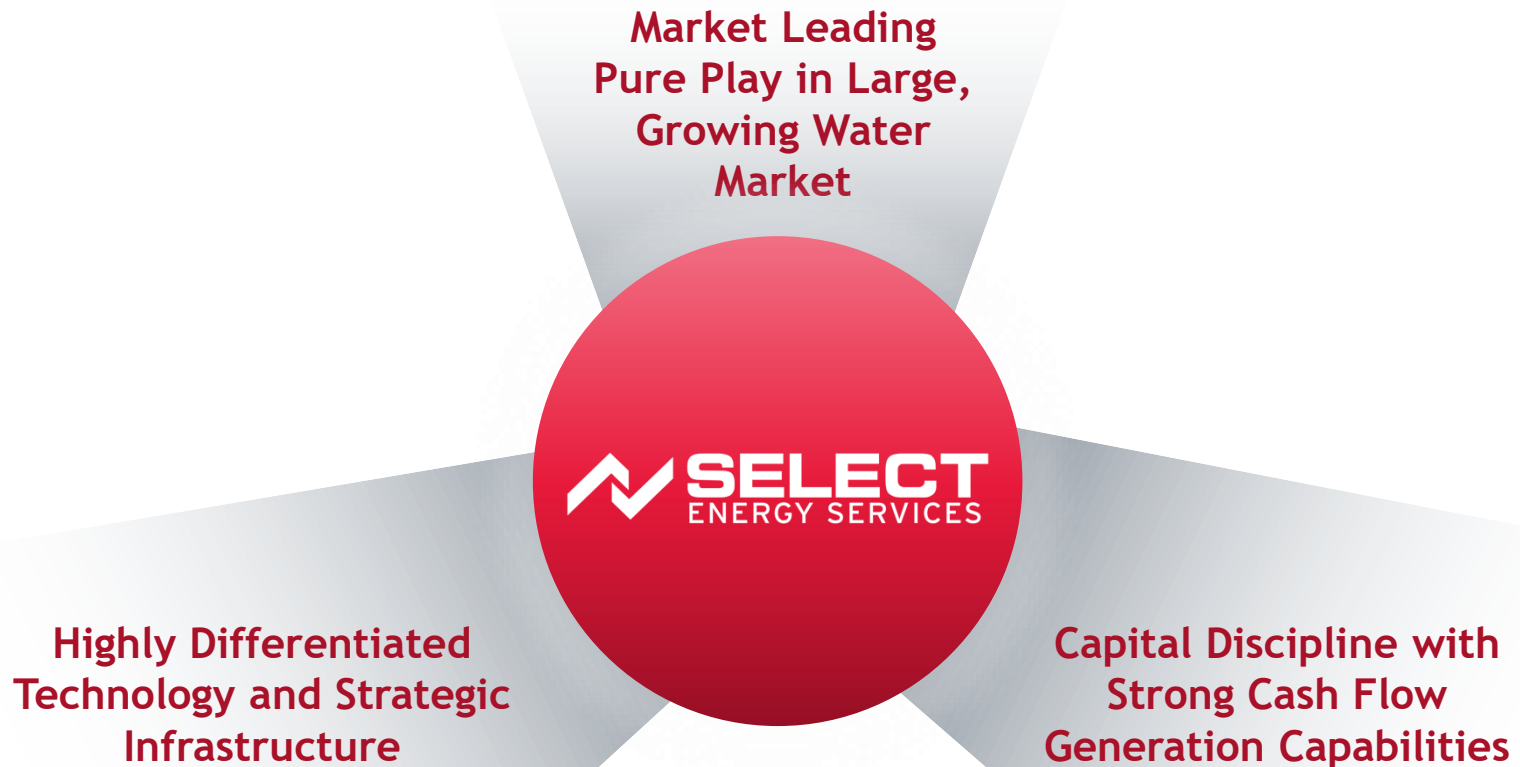 Market Leading
Pure Play in Large,
Growing Water
Market
SELECT
ENERGY SERVICES
Highly Differentiated
Technology and Strategic
Infrastructure
Capital Discipline with
Strong Cash Flow
Generation Capabilities